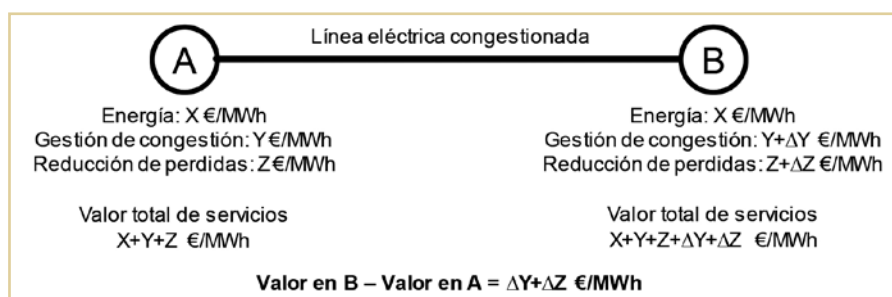 Línea eléctrica congestionada
A
B
Energía: X €/MWh
Gestión de congestión: Y €/MWh
Reducción de perdidas: Z €/MWh
Valor total de servicios
X+Y+Z €/MWh
Energía: X €/MWh
Gestión de congestión: Y+ΔY €/MWh
Reducción de perdidas: Z+ΔZ €/MWh
Valor total de servicios
X+Y+Z+ΔY+ΔZ €/MWh
Valor en B – Valor en A = ΔY+ΔZ €/MWh